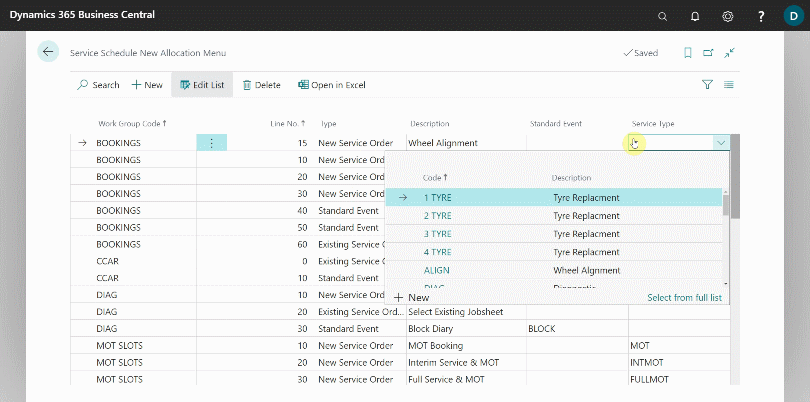 Dynamics 365 Business Central
?
D
Service Schedule New Allocation Menu
Saved
Search
New
Edit List
Delete
Open in Excel
Work Group Code ↑ Line No. ↑ Type Description Standard Event Service Type
BOOKINGS 15 New Service Order Wheel Alignment
BOOKINGS 10 New Service Ord
BOOKINGS 20 New Service Ord
BOOKINGS 30 New Service Ord
BOOKINGS 40 Standard Event
BOOKINGS 50 Standard Event
BOOKINGS 60 Existing Service
CCAR 0 Existing Service
CCAR 10 Standard Event
DIAG 10 New Service Ord
DIAG 20 Existing Service Ord... Select Existing Jobsheet
DIAG 30 Standard Event Block Diary BLOCK
MOT SLOTS 10 New Service Order MOT Booking MOT
MOT SLOTS 20 New Service Order Interim Service & MOT INTMOT
MOT SLOTS 30 New Service Order Full Service & MOT FULLMOT
Code ↑ Description
1 TYRE Tyre Replacment
2 TYRE Tyre Replacment
3 TYRE Tyre Replacment
4 TYRE Tyre Replacment
ALIGN Wheel Algnment
DIAG Diagnostic
New
Select from full list